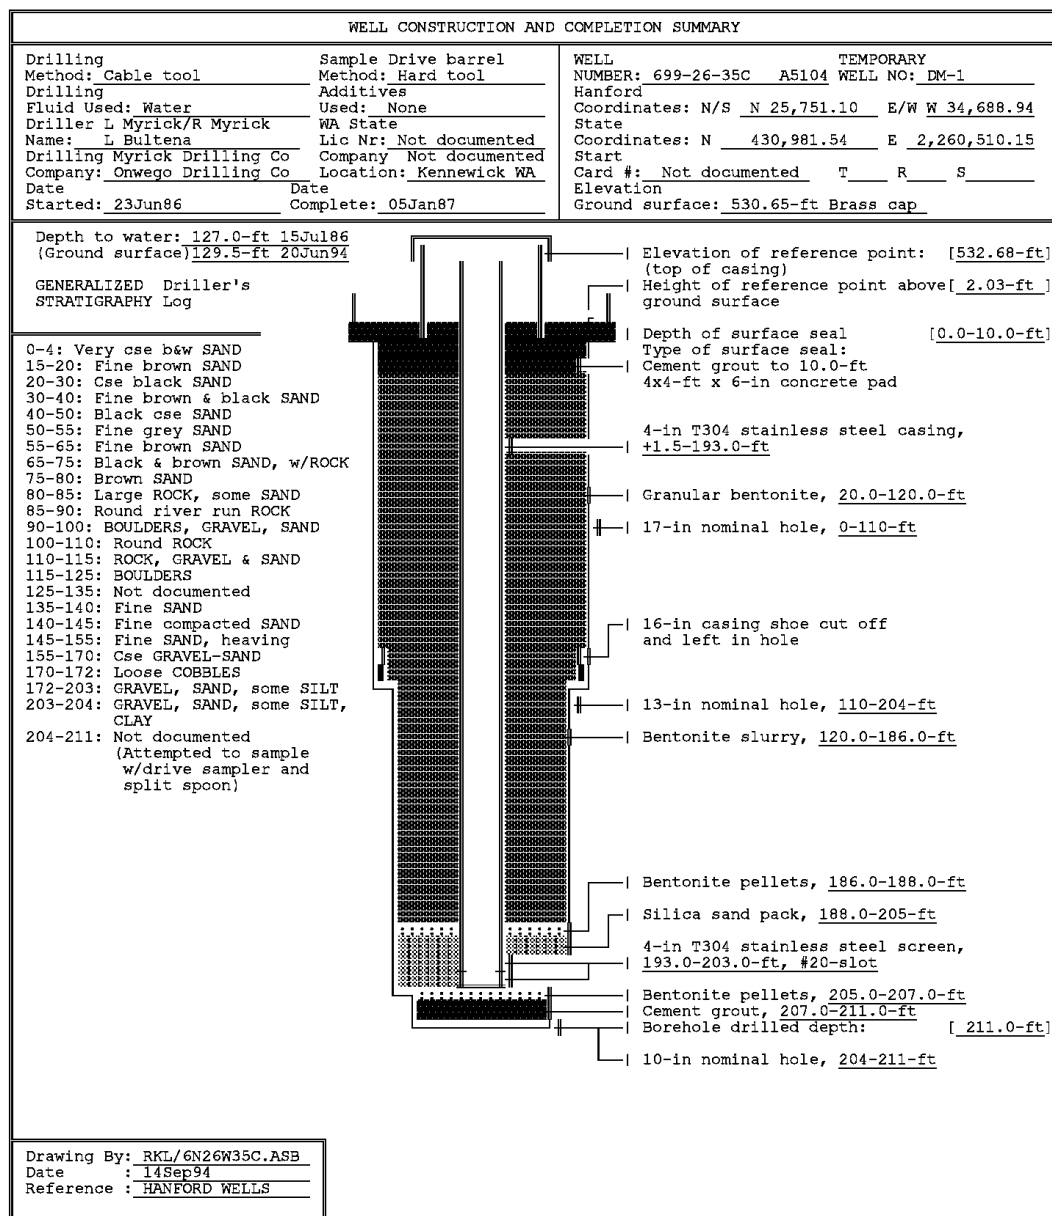 WELL CONSTRUCTION AND COMPLETION SUMMARY
Drilling Sample Drive barrel
Method: Cable tool Method: Hard tool
Drilling Additives
Fluid Used: Water Used: None
Driller L Myrick/R Myrick WA State
Name: L Bultena Lic Nr: Not documented
Drilling Myrick Drilling Co Company Not documented
Company: Onwego Drilling Co Location: Kennewick WA
Date Date
Started: 23Jun86 Complete: 05Jan87
WELL TEMPORARY
NUMBER: 699-26-35C A5104 WELL NO: DM-1
Hanford
Coordinates: N/S N 25,751.10 E/W W 34,688.94
State
Coordinates: N 430,981.54 E 2,260,510.15
Start
Card #: Not documented T R S
Elevation
Ground surface: 530.65-ft Brass cap
Depth to water: 127.0-ft 15Jul86
(Ground surface) 129.5-ft 20Jun94
GENERALIZED Driller's
STRATIGRAPHY Log
0-4: Very cse b&w SAND
15-20: Fine brown SAND
20-30: Cse black SAND
30-40: Fine brown & black SAND
40-50: Black cse SAND
50-55: Fine grey SAND
55-65: Fine brown SAND
65-75: Black & brown SAND, w/ROCK
75-80: Brown SAND
80-85: Large ROCK, some SAND
85-90: Round river run ROCK
90-100: BOULDERS, GRAVEL, SAND
100-110: Round ROCK
110-115: ROCK, GRAVEL & SAND
115-125: BOULDERS
125-135: Not documented
135-140: Fine SAND
140-145: Fine compacted SAND
145-155: Fine SAND, heaving
155-170: Cse GRAVEL-SAND
170-172: Loose COBBLES
172-203: GRAVEL, SAND, some SILT
203-204: GRAVEL, SAND, some SILT,
CLAY
204-211: Not documented
(Attempted to sample
w/drive sampler and
split spoon)
Elevation of reference point: [532.68-ft]
(top of casing)
Height of reference point above[ 2.03-ft ]
ground surface
Depth of surface seal [0.0-10.0-ft]
Type of surface seal:
Cement grout to 10.0-ft
4x4-ft x 6-in concrete pad
4-in T304 stainless steel casing,
+1.5-193.0-ft
Granular bentonite, 20.0-120.0-ft
17-in nominal hole, 0-110-ft
16-in casing shoe cut off
and left in hole
13-in nominal hole, 110-204-ft
Bentonite slurry, 120.0-186.0-ft
Bentonite pellets, 186.0-188.0-ft
Silica sand pack, 188.0-205-ft
4-in T304 stainless steel screen,
193.0-203.0-ft, #20-slot
Bentonite pellets, 205.0-207.0-ft
Cement grout, 207.0-211.0-ft
Borehole drilled depth: [ 211.0-ft]
10-in nominal hole, 204-211-ft
Drawing By: RKL/6N26W35C.ASB
Date : 14Sep94
Reference : HANFORD WELLS